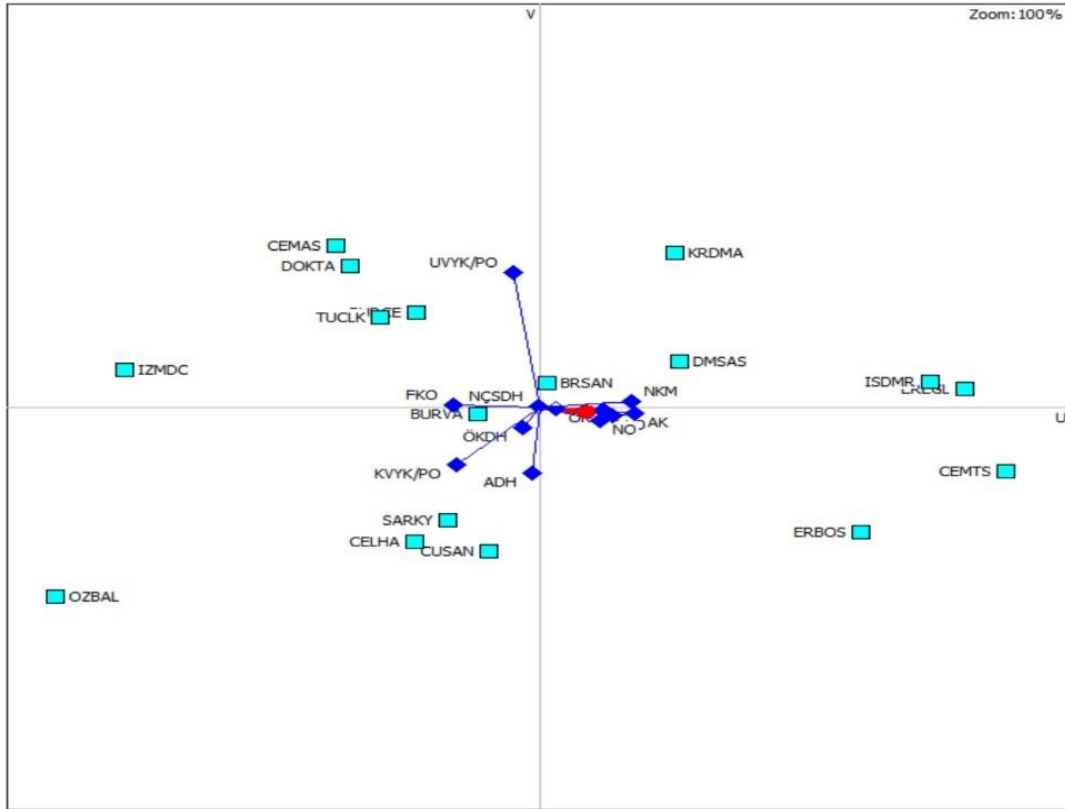 V
Zoom:100%
CEMAS
DOKTA
UVYK/PO
KRDMA
TUCLK
IZMDC
DMSAS
BRSAN
ISDMR
FKO
NÇSDH
NKM
BURVA
ÖKDH
NO
AK
U
KVYK/PO
ADH
CEMTS
SARKY
CELHA
CUSAN
ERBOS
OZBAL